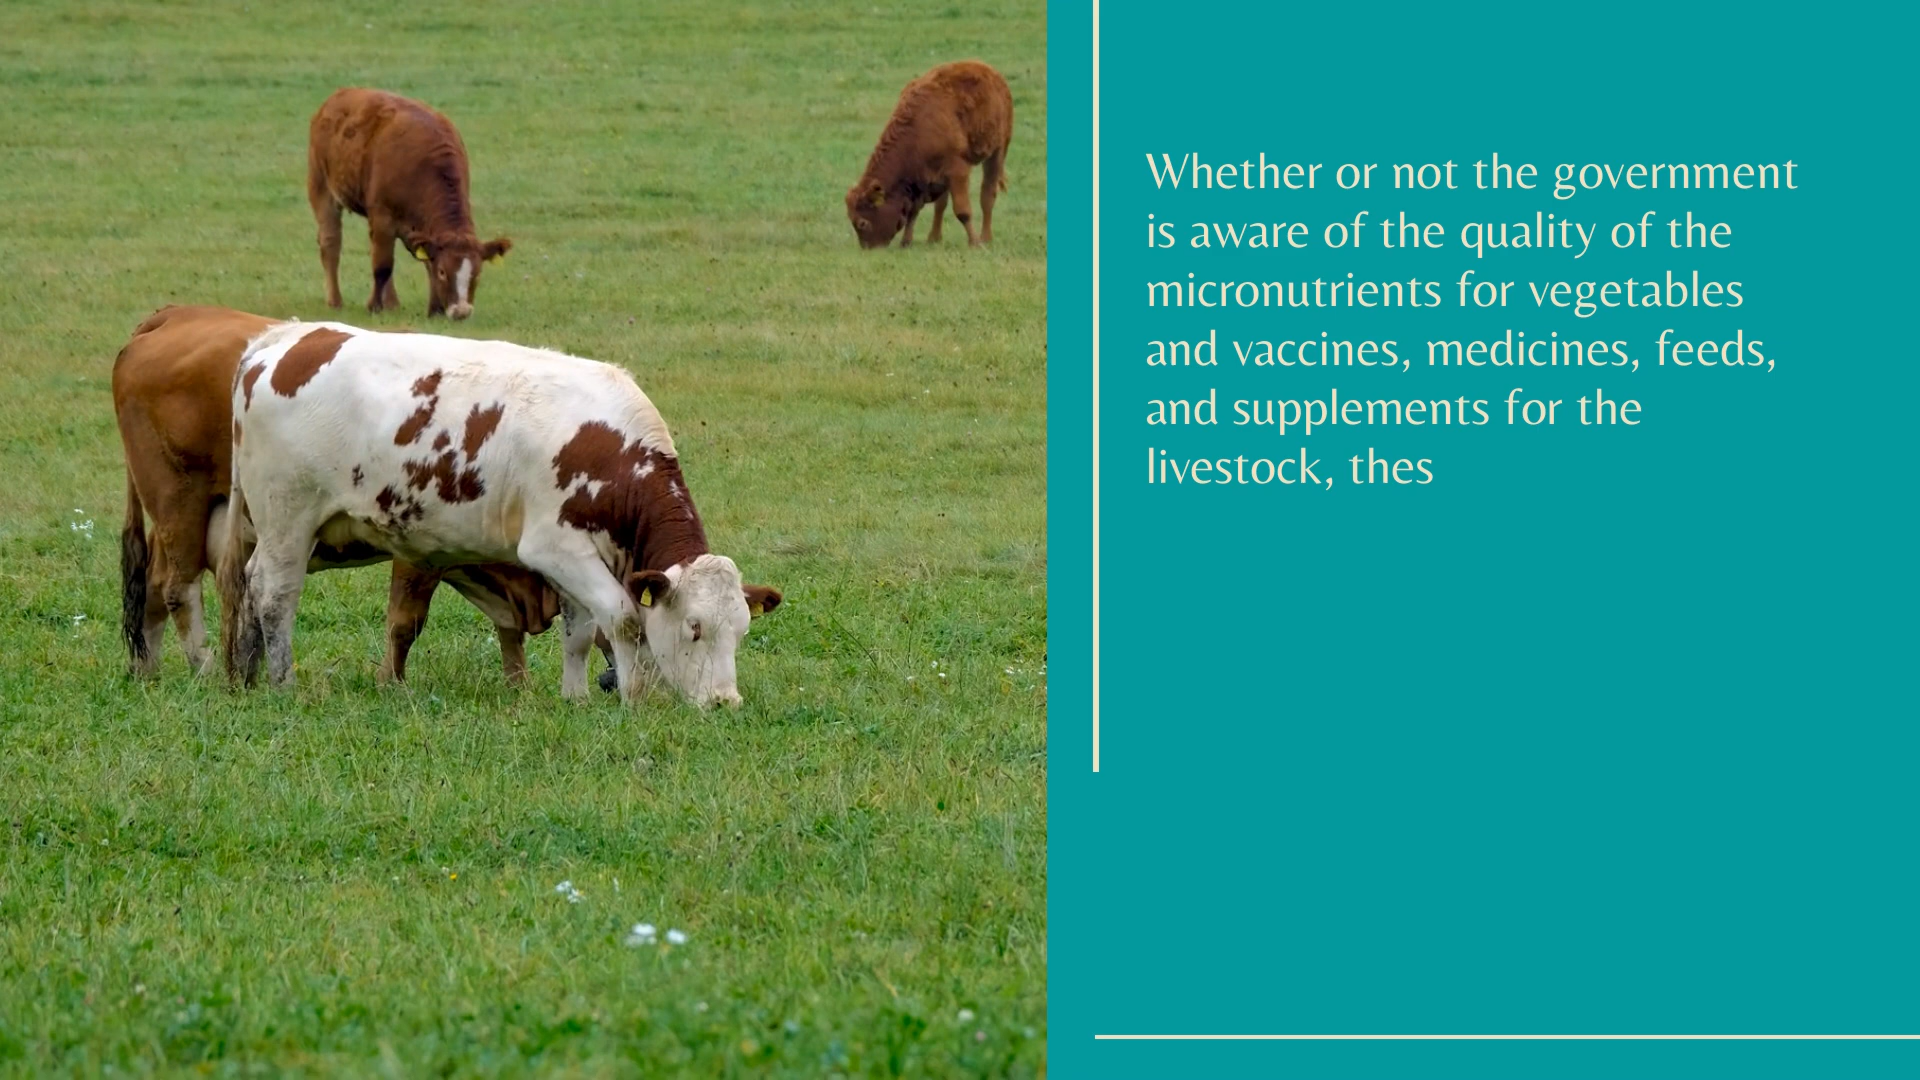 Whether or not the government
is aware of the quality of the
micronutrients for vegetables
and vaccines, medicines, feeds,
and supplements for the
livestock, thes